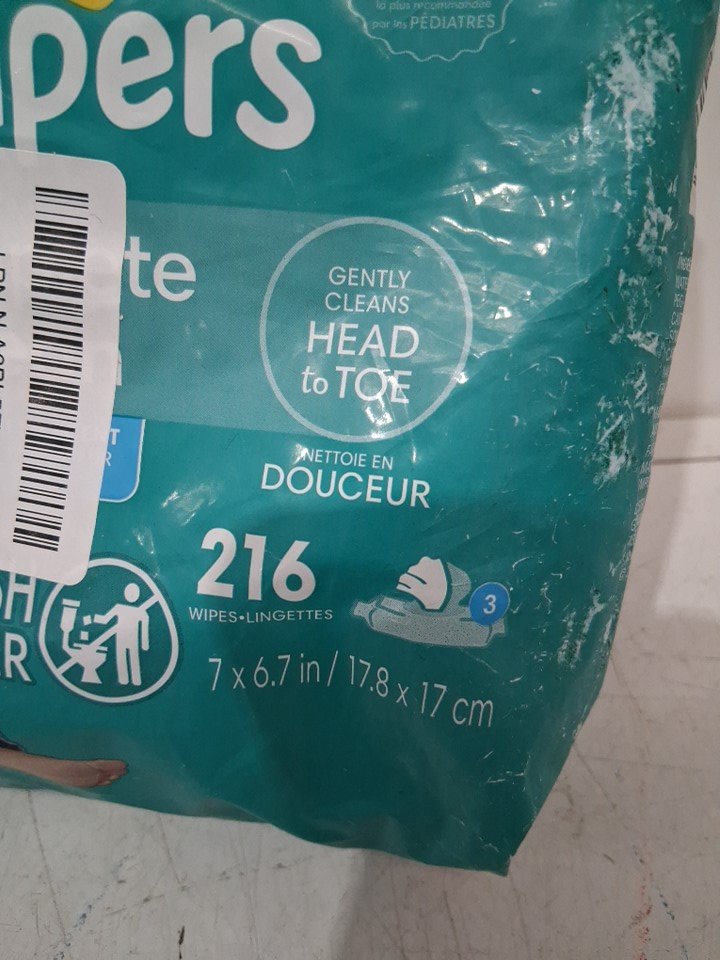 la plus recommandée
par les PÉDIATRES
pers
te
GENTLY
CLEANS
HEAD
to TOE
NETTOIE EN
DOUCEUR
216
WIPES•LINGETTES
3
7 x 6.7 in / 17.8 x 17 cm